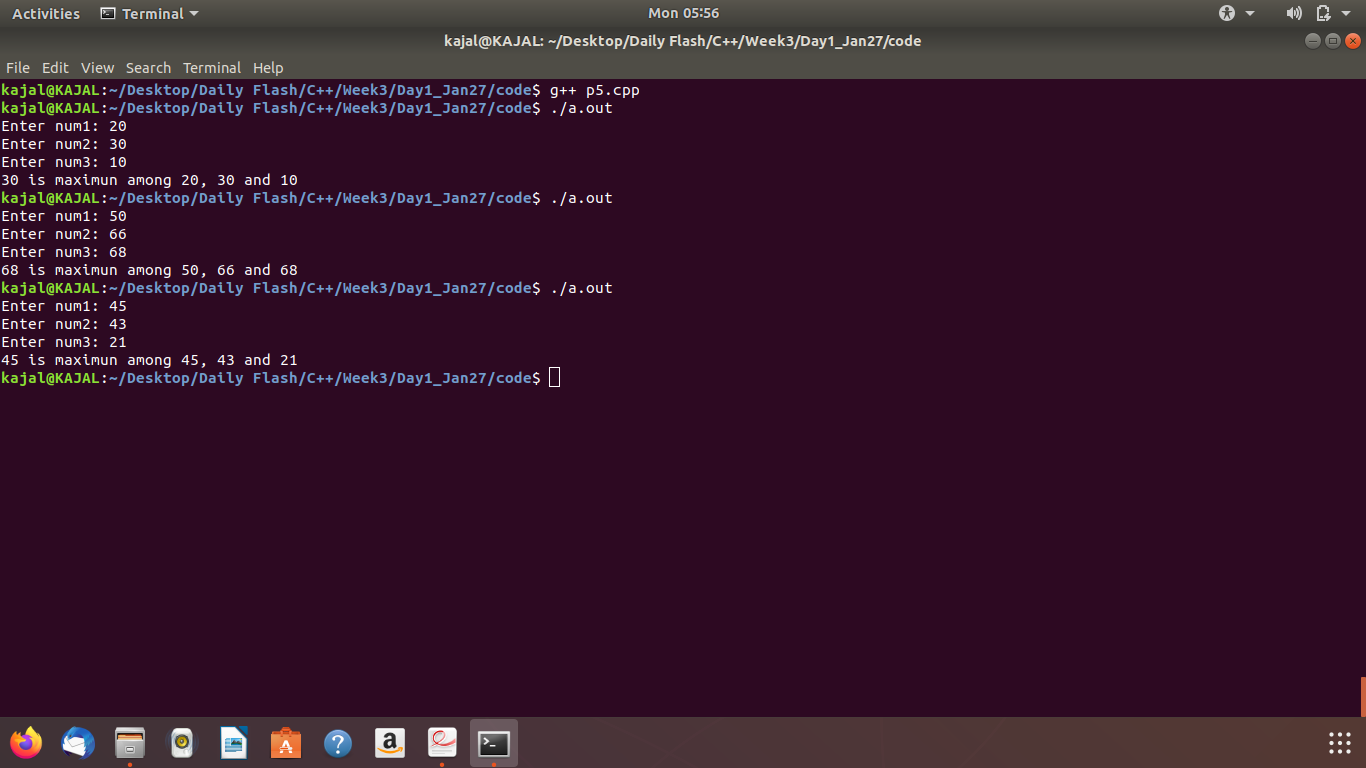 Activities Terminal Mon 05:56
kajal@KAJAL: ~/Desktop/Daily Flash/C++/Week3/Day1_Jan27/code
File Edit View Search Terminal Help
kajal@KAJAL:~/Desktop/Daily Flash/C++/Week3/Day1_Jan27/code$ g++ p5.cpp
kajal@KAJAL:~/Desktop/Daily Flash/C++/Week3/Day1_Jan27/code$ ./a.out
Enter num1: 20
Enter num2: 30
Enter num3: 10
30 is maximun among 20, 30 and 10
kajal@KAJAL:~/Desktop/Daily Flash/C++/Week3/Day1_Jan27/code$ ./a.out
Enter num1: 50
Enter num2: 66
Enter num3: 68
68 is maximun among 50, 66 and 68
kajal@KAJAL:~/Desktop/Daily Flash/C++/Week3/Day1_Jan27/code$ ./a.out
Enter num1: 45
Enter num2: 43
Enter num3: 21
45 is maximun among 45, 43 and 21
kajal@KAJAL:~/Desktop/Daily Flash/C++/Week3/Day1_Jan27/code$